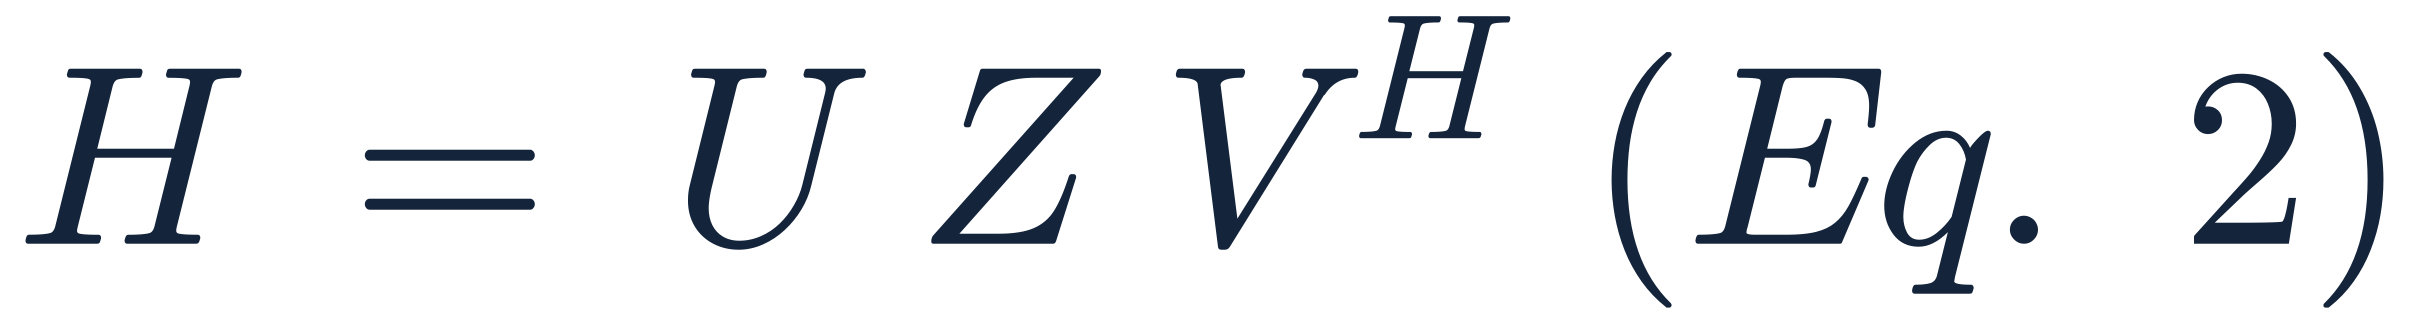 H = U Z V^H (Eq. 2)